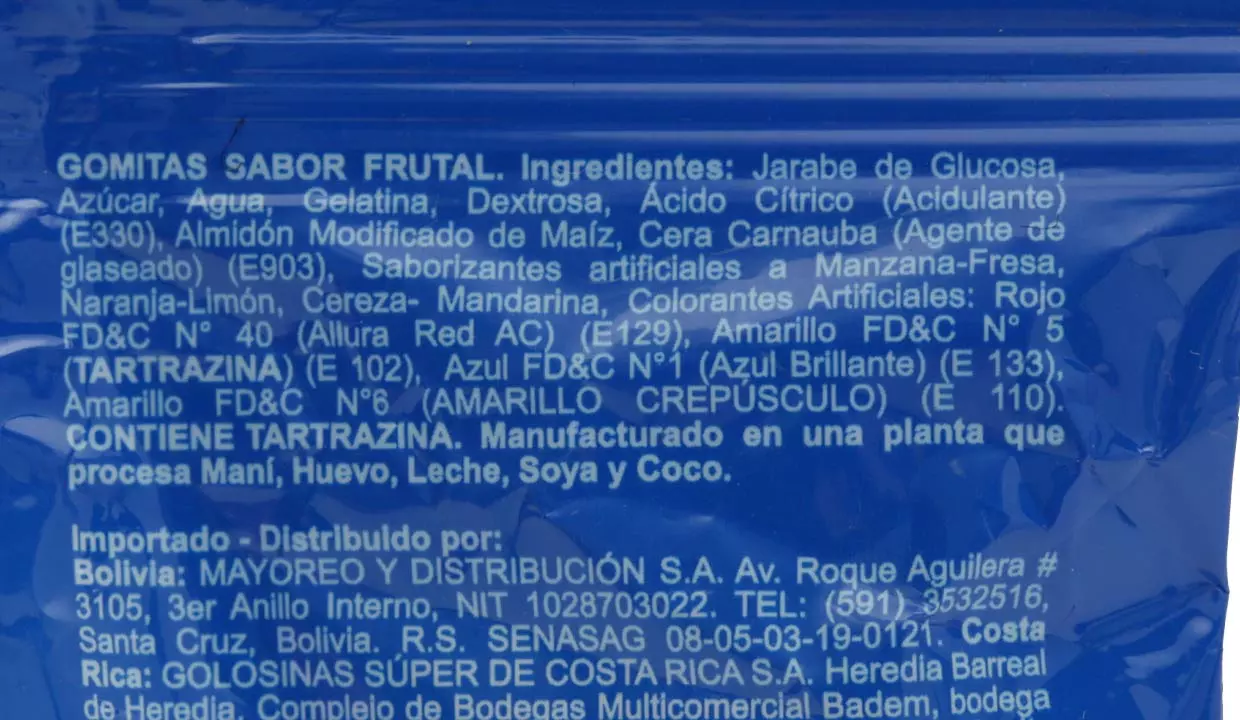 GOMITAS SABOR FRUTAL. Ingredientes: Jarabe de Glucosa,
Azúcar, Agua, Gelatina, Dextrosa, Ácido Cítrico (Acidulante)
(E330), Almidón Modificado de Maíz, Cera Carnauba (Agente de
glaseado) (E903), Saborizantes artificiales a Manzana-Fresa,
Naranja-Limón, Cereza- Mandarina, Colorantes Artificiales: Rojo
FD&C N° 40 (Allura Red AC) (E129), Amarillo FD&C N° 5
(TARTRAZINA) (E 102), Azul FD&C N°1 (Azul Brillante) (E 133),
Amarillo FD&C N°6 (AMARILLO CREPÚSCULO) (E 110).
CONTIENE TARTRAZINA. Manufacturado en una planta que
procesa Maní, Huevo, Leche, Soya y Coco.
Importado - Distribuido por:
Bolivia: MAYOREO Y DISTRIBUCIÓN S.A. Av. Roque Aguilera #
3105, 3er Anillo Interno, NIT 1028703022. TEL: (591) 3532516,
Santa Cruz, Bolivia. R.S. SENASAG 08-05-03-19-0121. Costa
Rica: GOLOSINAS SÚPER DE COSTA RICA S.A. Heredia Barreal
de Heredia, Complejo de Bodegas Multicomercial Badem, bodega